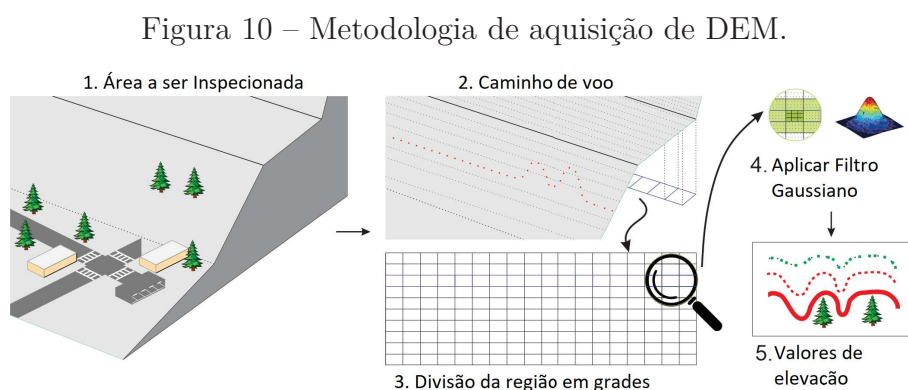 Figura 10 – Metodologia de aquisição de DEM.
1. Área a ser Inspecionada
2. Caminho de voo
3. Divisão da região em grades
4. Aplicar Filtro
Gaussiano
5. Valores de
elevação